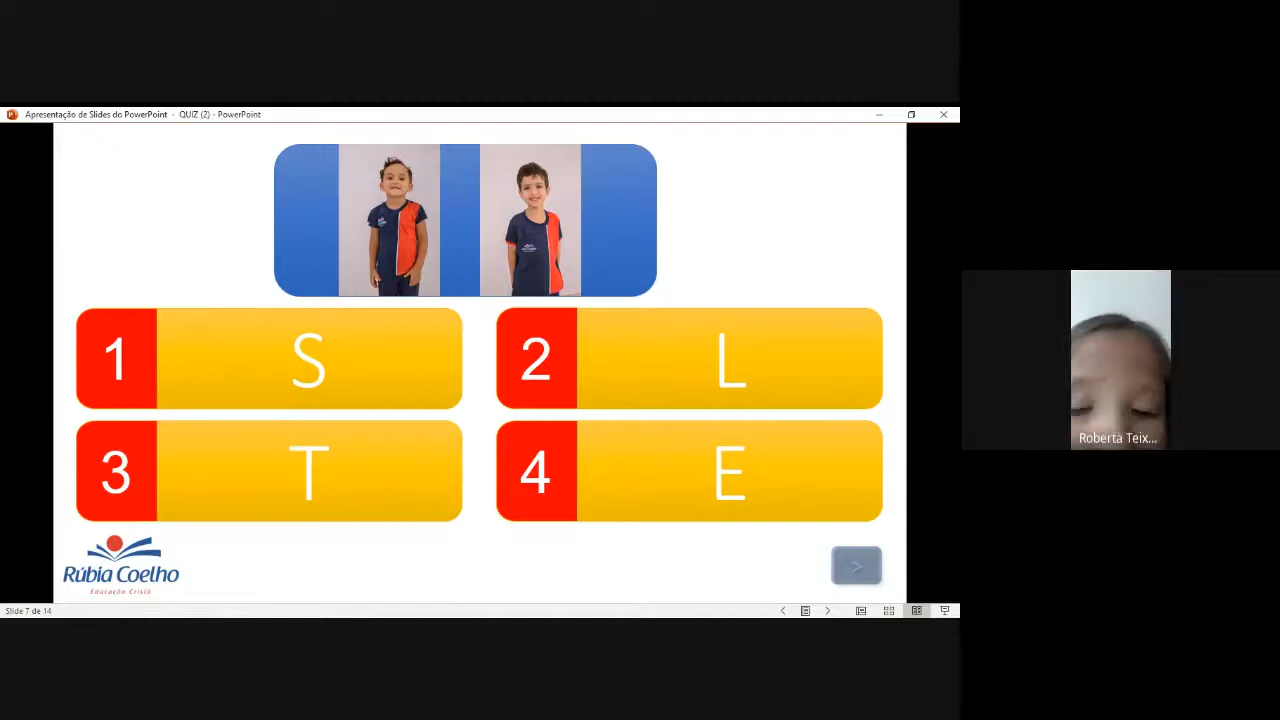 Apresentação de Slides do PowerPoint - QUIZ (2) - PowerPoint
1 S
2 L
3 T
4 E
Rúbia Coelho
Educação Cristã
>
Slide 7 de 14
Roberta Teix...